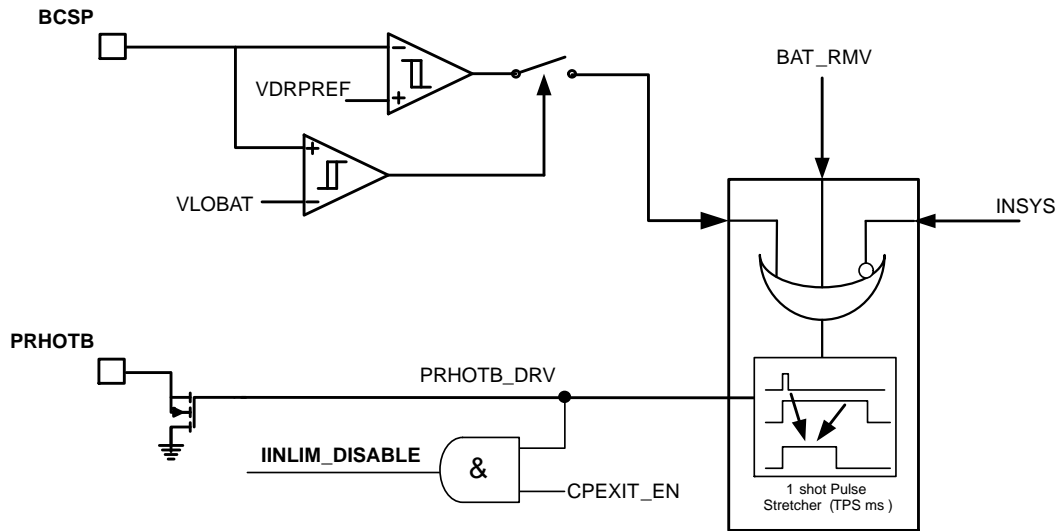 BCSP
BAT_RMV
VDRPREF
VLOBAT
INSYS
PRHOTB
PRHOTB_DRV
IINLIM_DISABLE
&
CPEXIT_EN
1 shot Pulse
Stretcher (TPS ms )